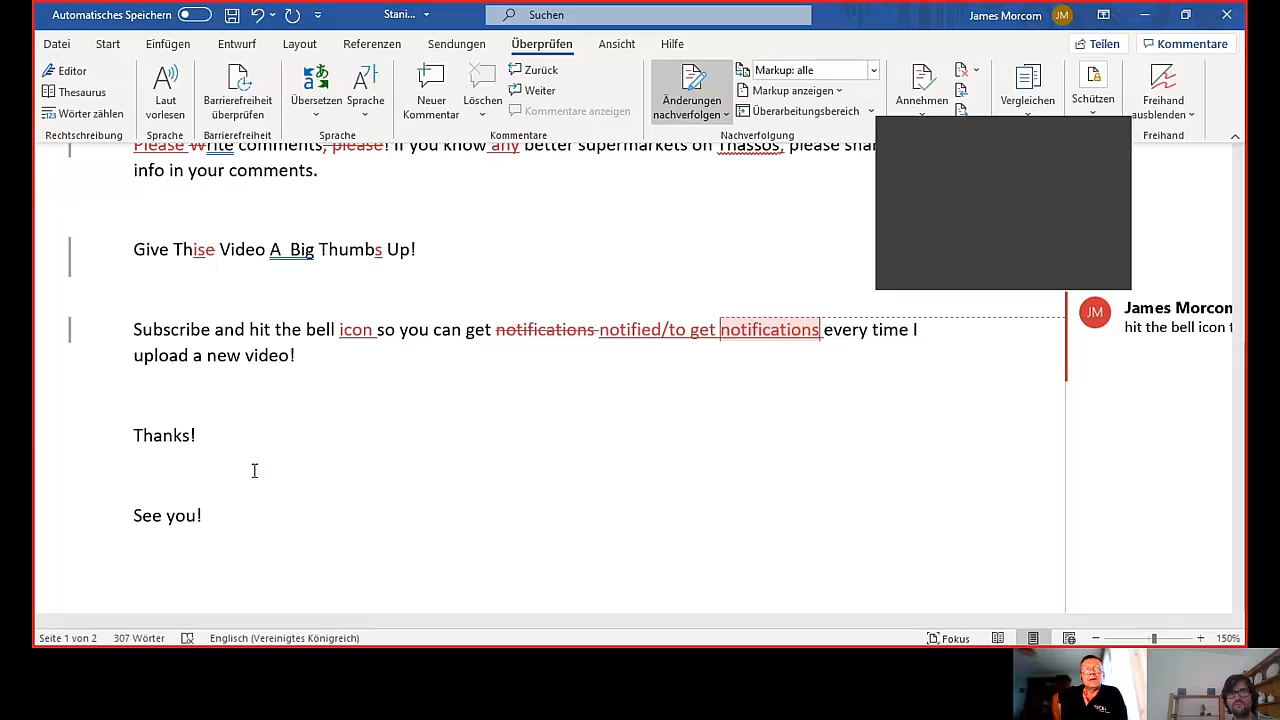 Automatisches Speichern
Stani...
Suchen
James Morcom
JM
Datei
Start
Einfügen
Entwurf
Layout
Referenzen
Sendungen
Überprüfen
Ansicht
Hilfe
Teilen
Kommentare
Editor
Thesaurus
Wörter zählen
Rechtschreibung
Laut
vorlesen
Sprache
Barrierefreiheit
überprüfen
Barrierefreiheit
Übersetzen
Sprache
Sprache
Neuer
Kommentar
Löschen
Zurück
Weiter
Kommentare anzeigen
Kommentare
Änderungen
nachverfolgen
Markup: alle
Markup anzeigen
Überarbeitungsbereich
Nachverfolgung
Annehmen
Vergleichen
Schützen
Freihand
ausblenden
Freihand
Please Write comments, please! If you know any better supermarkets on Thassos, please shar
info in your comments.
Give Thise Video A Big Thumbs Up!
Subscribe and hit the bell icon so you can get notifications notified/to get notifications every time I
upload a new video!
Thanks!
See you!
JM
James Morcom
hit the bell icon t
Seite 1 von 2
307 Wörter
Englisch (Vereinigtes Königreich)
Fokus
150%